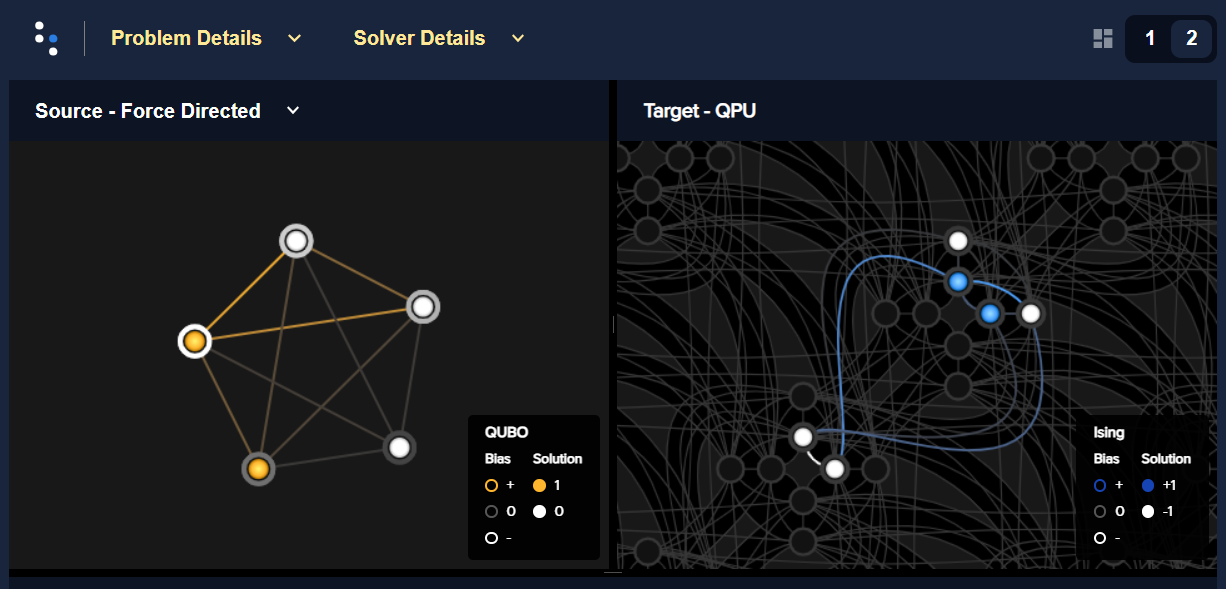 Problem Details Solver Details 1 2
Source - Force Directed
Target - QPU
QUBO
Bias Solution
+ 1
0 0
-
Ising
Bias Solution
+ +1
0 -1
-